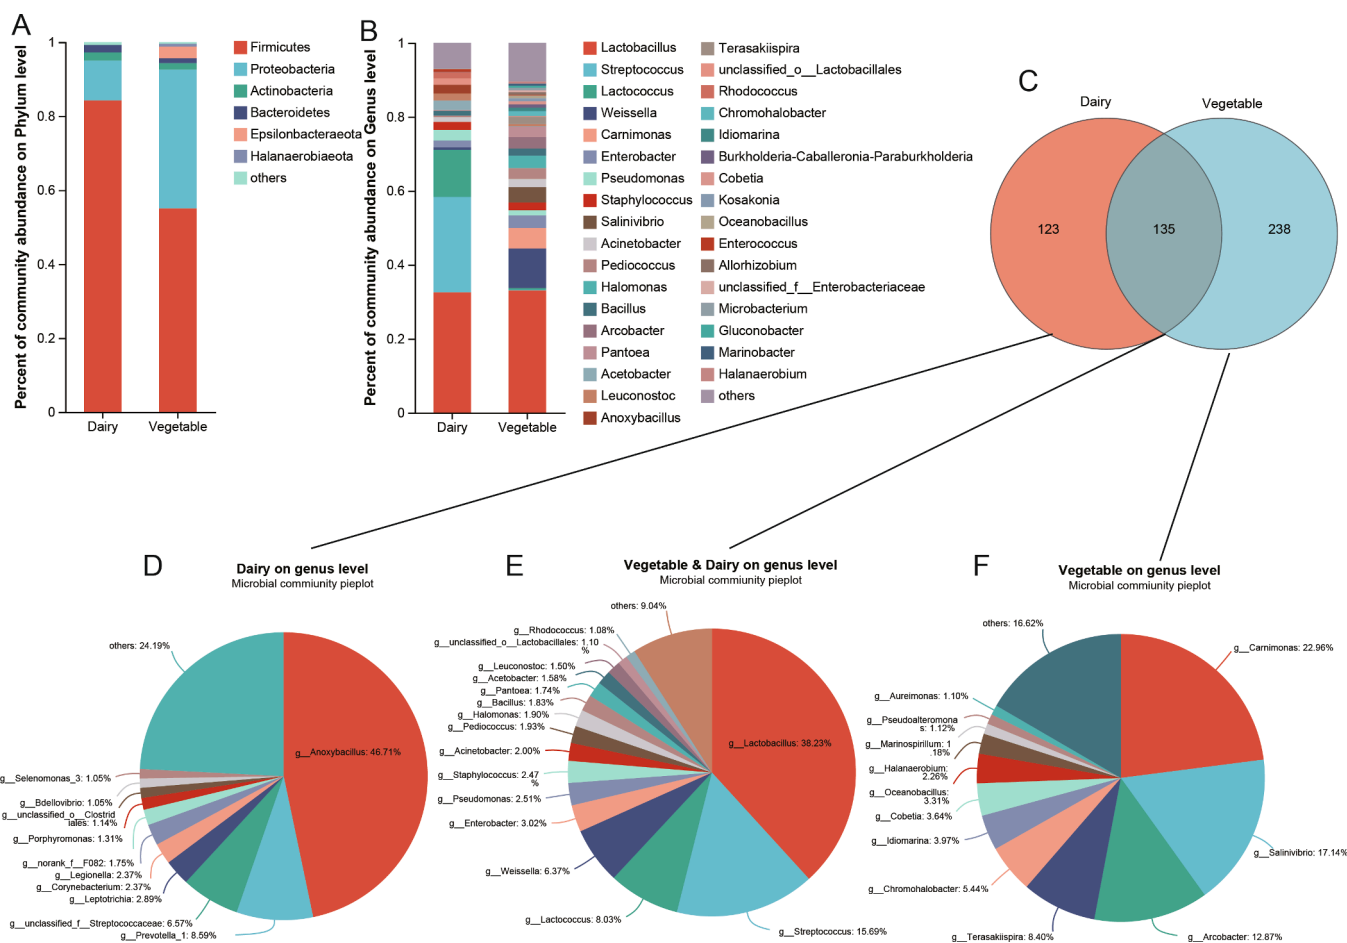 A
Percent of community abundance on Phylum level
1
0.8
0.6
0.4
0.2
0
Dairy
Vegetable
Firmicutes
Proteobacteria
Actinobacteria
Bacteroidetes
Epsilonbacteraeota
Halanaerobiaeota
others
B
Percent of community abundance on Genus level
1
0.8
0.6
0.4
0.2
0
Dairy
Vegetable
Lactobacillus
Streptococcus
Lactococcus
Weissella
Carnimonas
Enterobacter
Pseudomonas
Staphylococcus
Salinivibrio
Acinetobacter
Pediococcus
Halomonas
Bacillus
Arcobacter
Pantoea
Acetobacter
Leuconostoc
Anoxybacillus
Terasakiispira
unclassified_o__Lactobacillales
Rhodococcus
Chromohalobacter
Idiomarina
Burkholderia-Caballeronia-Paraburkholderia
Cobetia
Kosakonia
Oceanobacillus
Enterococcus
Allorhizobium
unclassified_f__Enterobacteriaceae
Microbacterium
Gluconobacter
Marinobacter
Halanaerobium
others
C
Dairy
Vegetable
123
135
238
D
Dairy on genus level
Microbial commiunity pieplot
others: 24.19%
g__Anoxybacillus: 46.71%
g__Selenomonas_3: 1.05%
g__Bdellovibrio: 1.05%
g__unclassified_o__Clostrid
iales: 1.14%
g__Porphyromonas: 1.31%
g__norank_f__F082: 1.75%
g__Legionella: 2.37%
g__Corynebacterium: 2.37%
g__Leptotrichia: 2.89%
g__unclassified_f__Streptococcaceae: 6.57%
g__Prevotella_1: 8.59%
E
Vegetable & Dairy on genus level
Microbial commiunity pieplot
others: 9.04%
g__Rhodococcus: 1.08%
g__unclassified_o__Lactobacillales: 1.10
%
g__Leuconostoc: 1.50%
g__Acetobacter: 1.58%
g__Pantoea: 1.74%
g__Bacillus: 1.83%
g__Halomonas: 1.90%
g__Pediococcus: 1.93%
g__Acinetobacter: 2.00%
g__Staphylococcus: 2.47
%
g__Pseudomonas: 2.51%
g__Enterobacter: 3.02%
g__Weissella: 6.37%
g__Lactococcus: 8.03%
g__Streptococcus: 15.69%
g__Lactobacillus: 38.23%
F
Vegetable on genus level
Microbial commiunity pieplot
others: 16.62%
g__Carnimonas: 22.96%
g__Aureimonas: 1.10%
g__Pseudoalteromona
s: 1.12%
g__Marinospirillum: 1
.18%
g__Halanaerobium:
2.26%
g__Oceanobacillus:
3.31%
g__Cobetia: 3.64%
g__Idiomarina: 3.97%
g__Chromohalobacter: 5.44%
g__Terasakiispira: 8.40%
g__Arcobacter: 12.87%
g__Salinivibrio: 17.14%